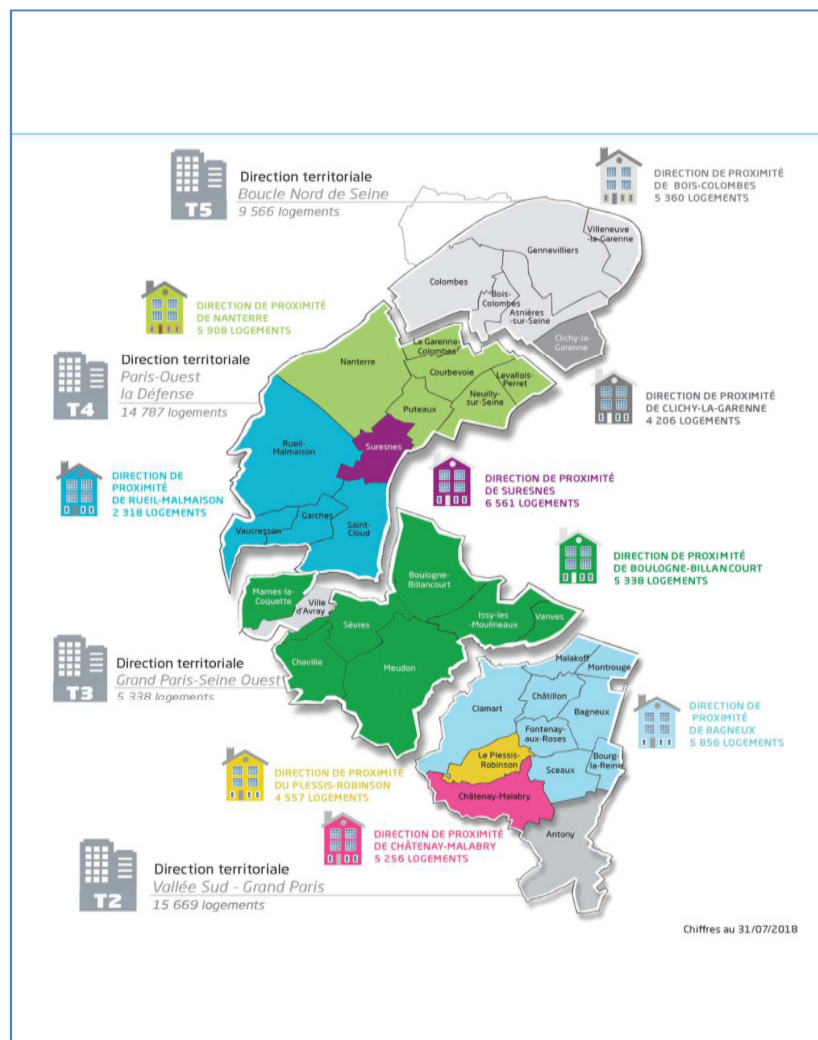 T5
Direction territoriale
Boucle Nord de Seine
9 566 logements
DIRECTION DE PROXIMITÉ
DE BOIS-COLOMBES
5 360 LOGEMENTS
Villeneuve
-la-Garenne
Gennevilliers
Colombes
Bois-
Colombes
Asnières
-sur-Seine
Clichy-la-
Garenne
DIRECTION DE PROXIMITÉ
DE NANTERRE
5 908 LOGEMENTS
La Garenne-
Colombes
Nanterre
Courbevoie
Levallois-
Perret
Neuilly-
sur-Seine
Puteaux
T4
Direction territoriale
Paris-Ouest
la Défense
14 787 logements
DIRECTION DE PROXIMITÉ
DE CLICHY-LA-GARENNE
4 206 LOGEMENTS
Rueil-
Malmaison
Suresnes
DIRECTION DE
PROXIMITÉ
DE RUEIL-MALMAISON
2 318 LOGEMENTS
DIRECTION DE PROXIMITÉ
DE SURESNES
6 561 LOGEMENTS
Garches
Vaucresson
Saint-
Cloud
DIRECTION DE PROXIMITÉ
DE BOULOGNE-BILLANCOURT
5 338 LOGEMENTS
Boulogne-
Billancourt
Marnes-la-
Coquette
Ville
d'Avray
Sèvres
Issy-les
-Moulineaux
Vanves
Chaville
Meudon
T3
Direction territoriale
Grand Paris-Seine Ouest
5 338 logements
Malakoff
Montrouge
Châtillon
Clamart
Bagneux
Fontenay-
aux-Roses
Le Plessis-
Robinson
Sceaux
Bourg-
la-Reine
Châtenay-Malabry
Antony
DIRECTION DE
PROXIMITÉ
DE BAGNEUX
5 856 LOGEMENTS
DIRECTION DE PROXIMITÉ
DU PLESSIS-ROBINSON
4 557 LOGEMENTS
DIRECTION DE PROXIMITÉ
DE CHÂTENAY-MALABRY
5 256 LOGEMENTS
T2
Direction territoriale
Vallée Sud - Grand Paris
15 669 logements
Chiffres au 31/07/2018